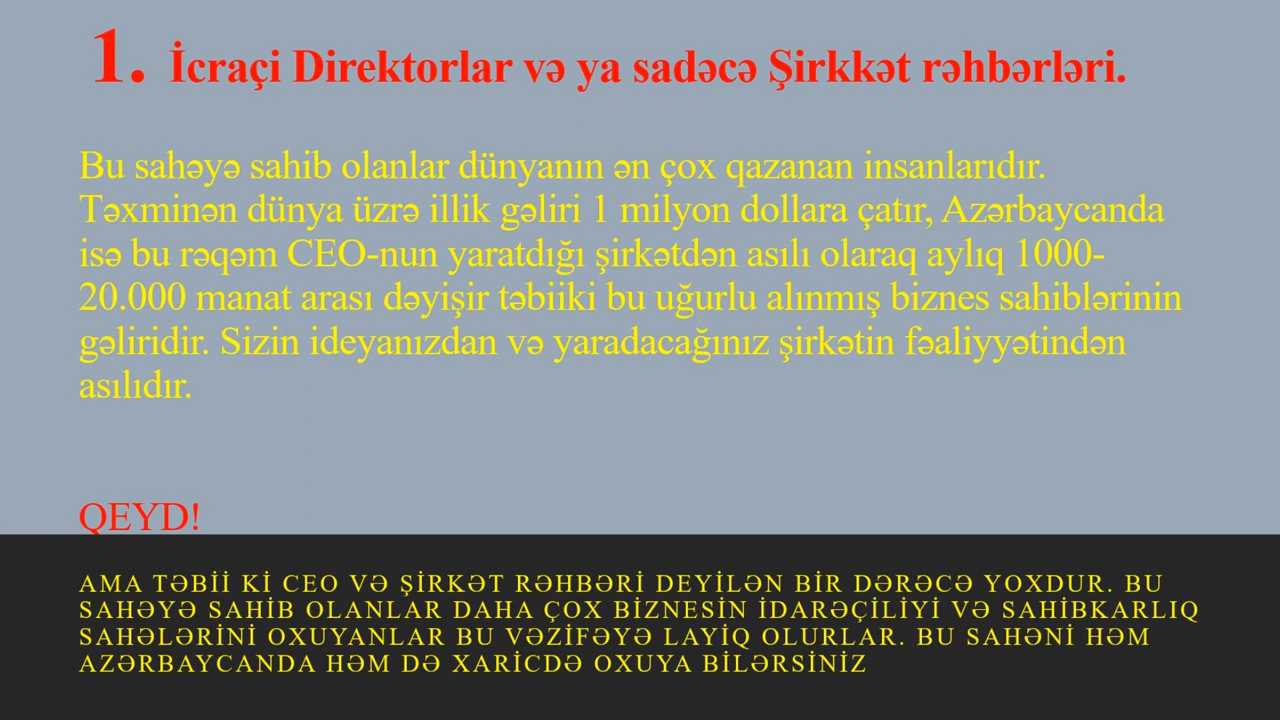 1. İcraçi Direktorlar və ya sadəcə Şirkkət rəhbərləri.
Bu sahəyə sahib olanlar dünyanın ən çox qazanan insanlarıdır.
Təxminən dünya üzrə illik gəliri 1 milyon dollara çatır, Azərbaycanda
isə bu rəqəm CEO-nun yaratdığı şirkətdən asılı olaraq aylıq 1000-
20.000 manat arası dəyişir təbiiki bu uğurlu alınmış biznes sahiblərinin
gəliridir. Sizin ideyanızdan və yaradacağınız şirkətin fəaliyyətindən
asılıdır.
QEYD!
AMA TƏBİİ Kİ CEO VƏ ŞİRKƏT RƏHBƏRİ DEYİLƏN BİR DƏRƏCƏ YOXDUR. BU
SAHƏYƏ SAHİB OLANLAR DAHA ÇOX BİZNESİN İDARƏÇİLİYİ VƏ SAHİBKARLIQ
SAHƏLƏRİNİ OXUYANLAR BU VƏZİFƏYƏ LAYİQ OLURLAR. BU SAHƏNİ HƏM
AZƏRBAYCANDA HƏM DƏ XARİCDƏ OXUYA BİLƏRSİNİZ